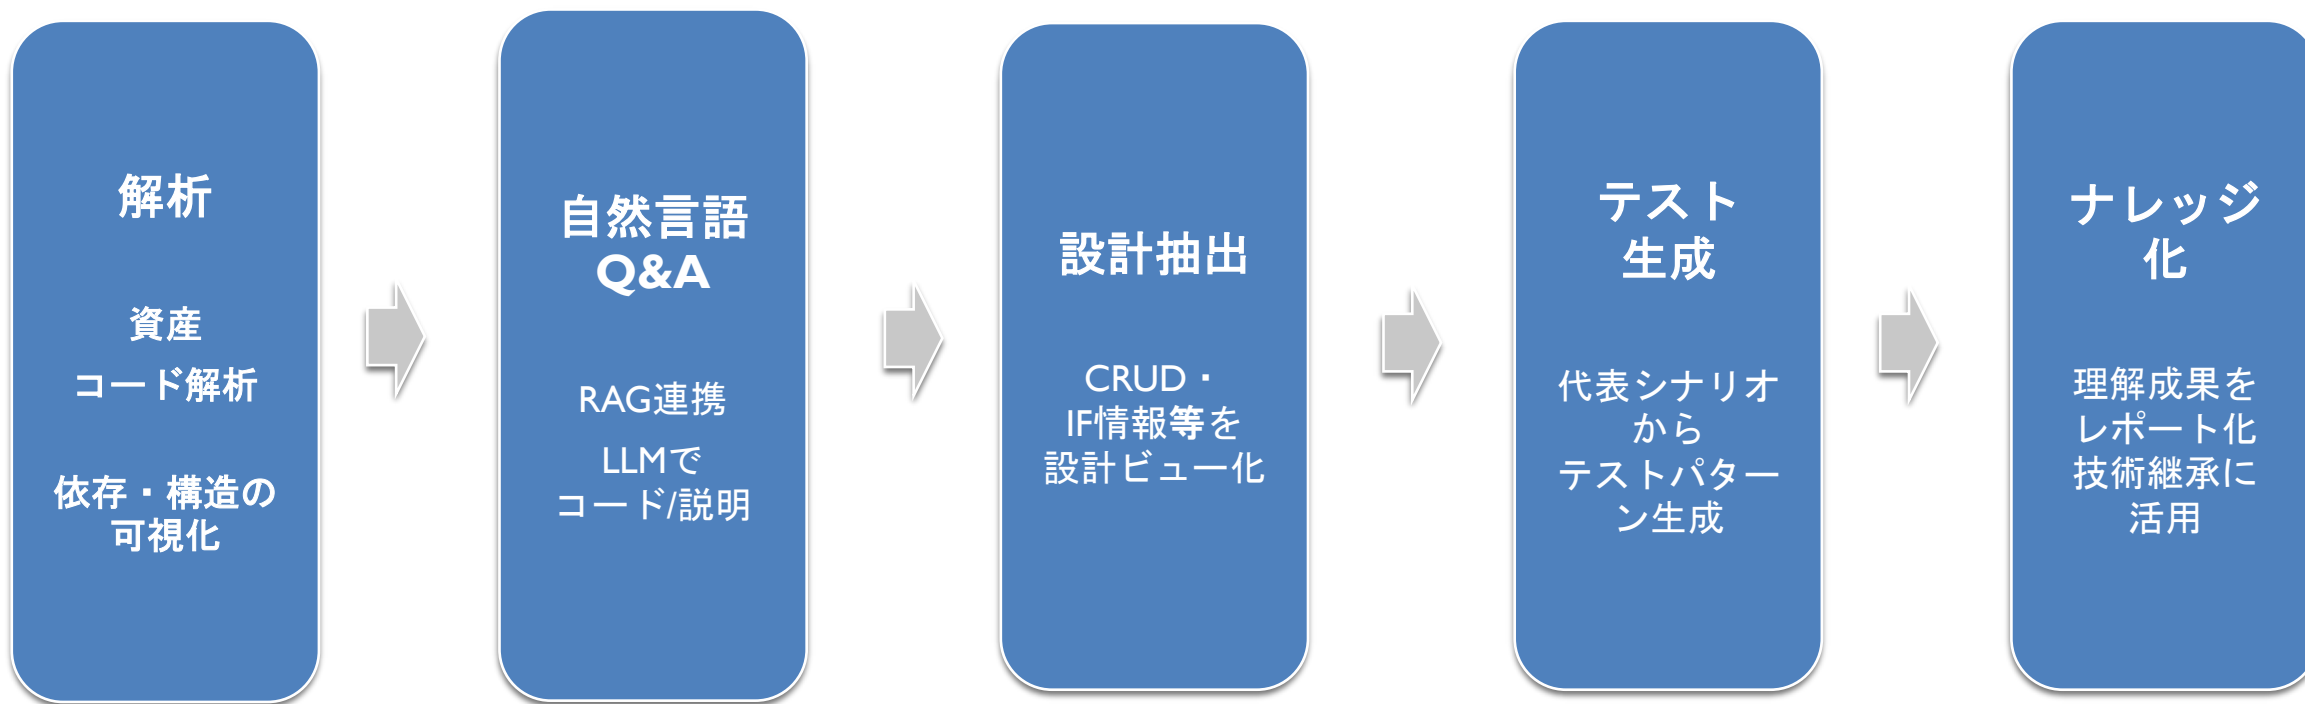 解析
資産
コード解析
依存・構造の
可視化
自然言語
Q&A
RAG連携
LLMで
コード/説明
設計抽出
CRUD・
IF情報等を
設計ビュー化
テスト
生成
代表シナリオ
から
テストパター
ン生成
ナレッジ
化
理解成果を
レポート化
技術継承に
活用